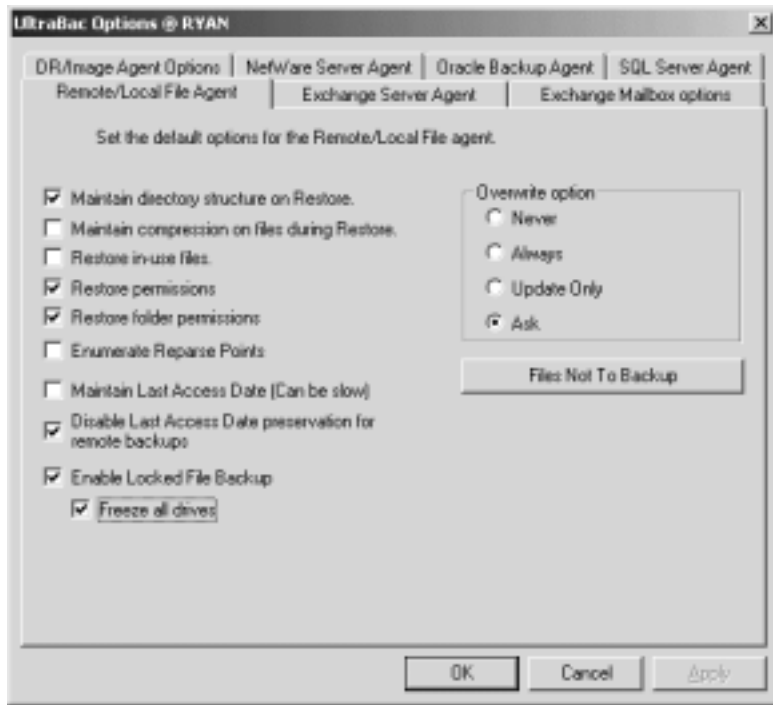 UltraBac Options @ RYAN
DR/Image Agent Options
NetWare Server Agent
Oracle Backup Agent
SQL Server Agent
Remote/Local File Agent
Exchange Server Agent
Exchange Mailbox options
Set the default options for the Remote/Local File agent.
Maintain directory structure on Restore.
Maintain compression on files during Restore.
Restore in-use files.
Restore permissions
Restore folder permissions
Enumerate Reparse Points
Maintain Last Access Date (Can be slow)
Disable Last Access Date preservation for
remote backups
Enable Locked File Backup
Freeze all drives
Overwrite option
Never
Always
Update Only
Ask
Files Not To Backup
OK
Cancel
Apply